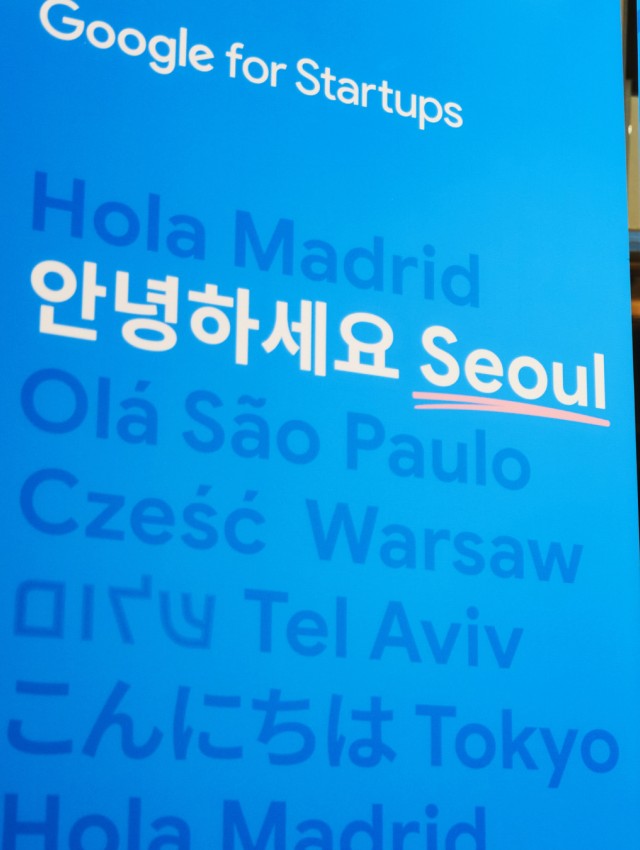 Google for Startups
Hola Madrid
안녕하세요 Seoul
Olá São Paulo
Cześć Warsaw
שלום Tel Aviv
こんにちは Tokyo
Hola Madrid